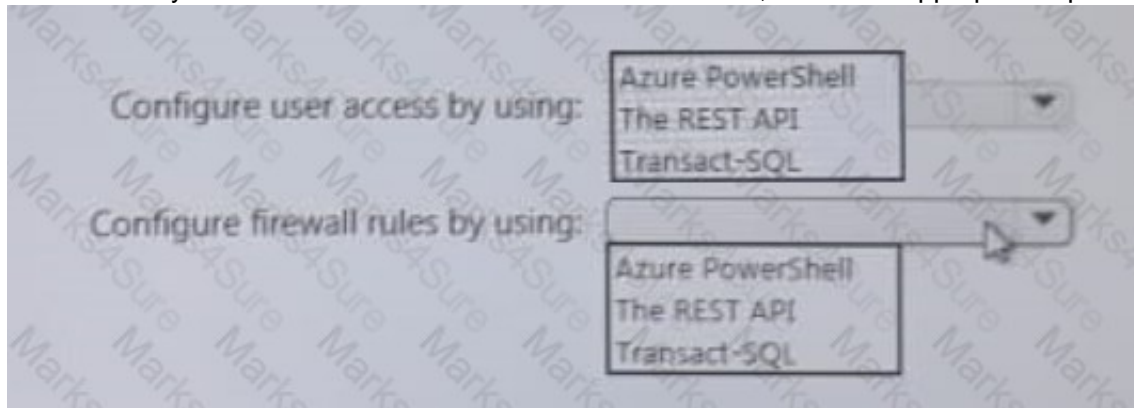 Configure user access by using:
Azure PowerShell
The REST API
Transact-SQL
Configure firewall rules by using:
Azure PowerShell
The REST API
Transact-SQL
Marks4Sure